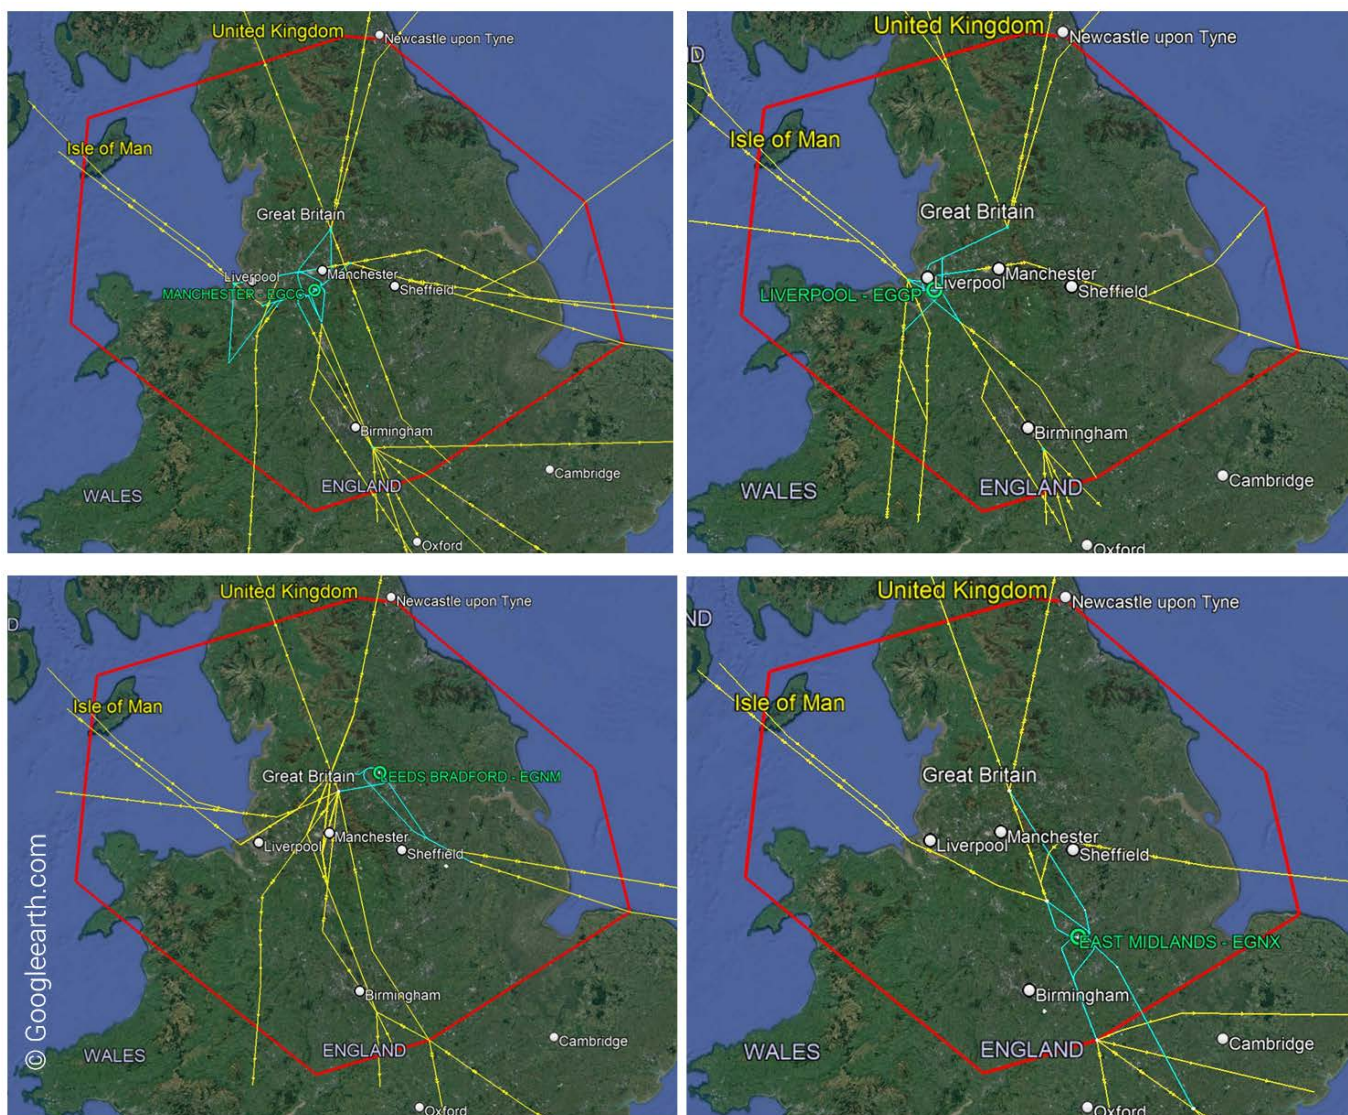 United Kingdom
Newcastle upon Tyne
Isle of Man
Great Britain
Liverpool
Manchester
MANCHESTER - EGCC
Sheffield
Birmingham
Cambridge
WALES
ENGLAND
Oxford
D
United Kingdom
Newcastle upon Tyne
Isle of Man
Great Britain
Manchester
Liverpool
LIVERPOOL - EGGP
Sheffield
Birmingham
Cambridge
WALES
ENGLAND
Oxford
D
United Kingdom
Newcastle upon Tyne
Isle of Man
Great Britain
LEEDS BRADFORD - EGNM
Manchester
Liverpool
Sheffield
Birmingham
Cambridge
WALES
ENGLAND
Oxford
© Googleearth.com
ND
United Kingdom
Newcastle upon Tyne
Isle of Man
Great Britain
Manchester
Liverpool
Sheffield
EAST MIDLANDS - EGNX
Birmingham
Cambridge
WALES
ENGLAND
Oxford